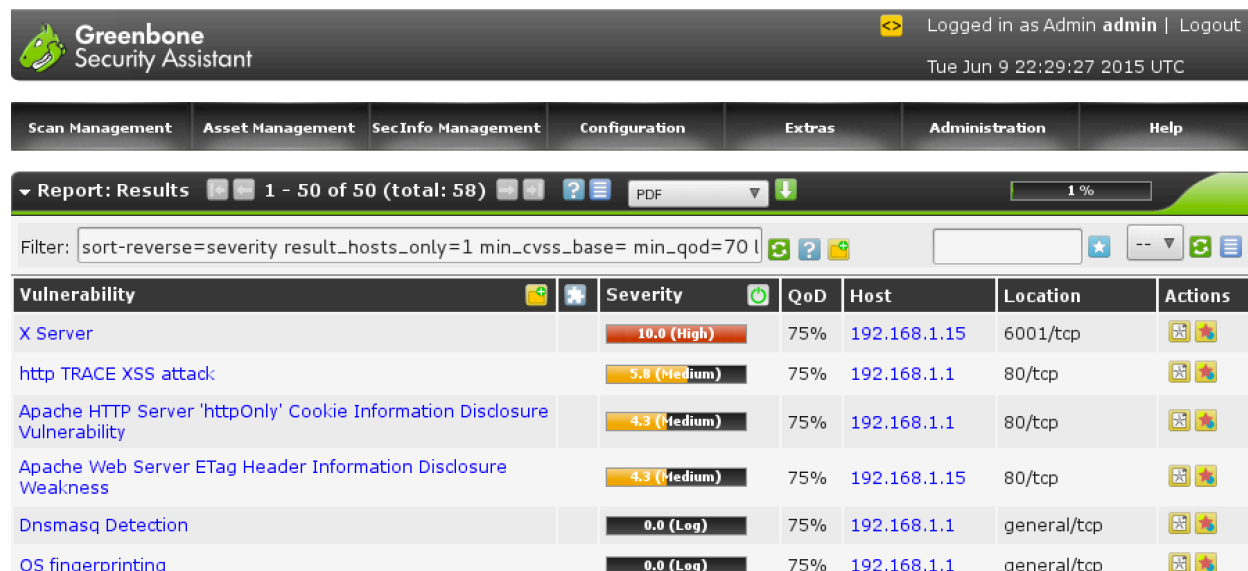 Greenbone
Security Assistant
<> Logged in as Admin admin | Logout
Tue Jun 9 22:29:27 2015 UTC
Scan Management Asset Management SecInfo Management Configuration Extras Administration Help
Report: Results 1 - 50 of 50 (total: 58) ? PDF 1 %
Filter: sort-reverse=severity result_hosts_only=1 min_cvss_base= min_qod=70 l ? --
Vulnerability Severity QoD Host Location Actions
X Server 10.0 (High) 75% 192.168.1.15 6001/tcp
http TRACE XSS attack 5.8 (Medium) 75% 192.168.1.1 80/tcp
Apache HTTP Server 'httpOnly' Cookie Information Disclosure
Vulnerability 4.3 (Medium) 75% 192.168.1.1 80/tcp
Apache Web Server ETag Header Information Disclosure
Weakness 4.3 (Medium) 75% 192.168.1.15 80/tcp
Dnsmasq Detection 0.0 (Log) 75% 192.168.1.1 general/tcp
OS fingerprinting 0.0 (Log) 75% 192.168.1.1 general/tcp